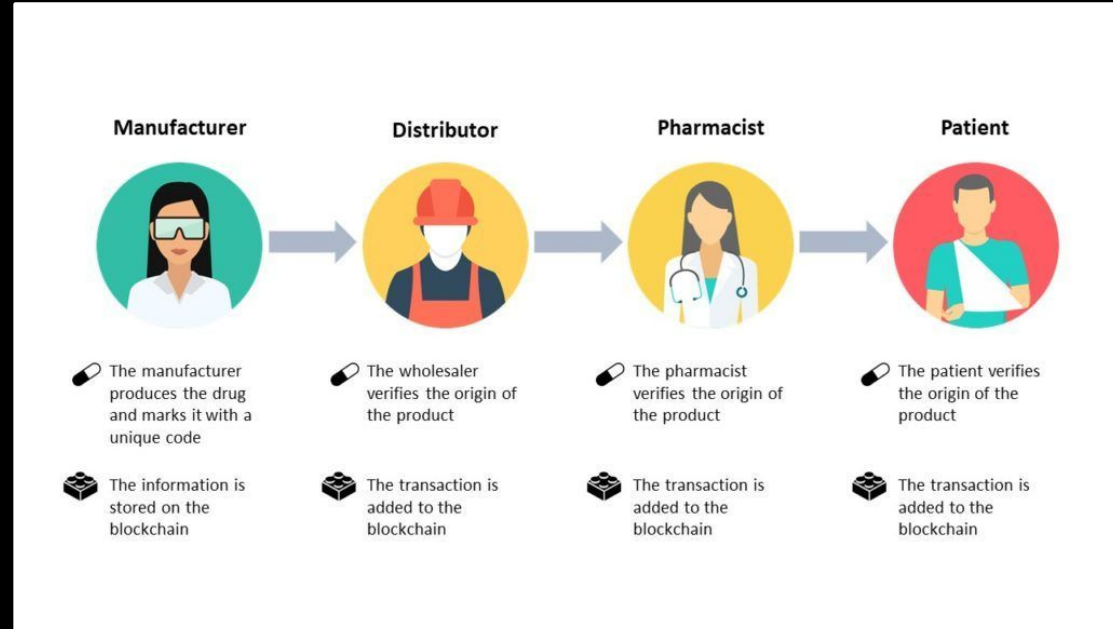 Manufacturer
Distributor
Pharmacist
Patient
The manufacturer
produces the drug
and marks it with a
unique code
The wholesaler
verifies the origin of
the product
The pharmacist
verifies the origin of
the product
The patient verifies
the origin of the
product
The information is
stored on the
blockchain
The transaction is
added to the
blockchain
The transaction is
added to the
blockchain
The transaction is
added to the
blockchain